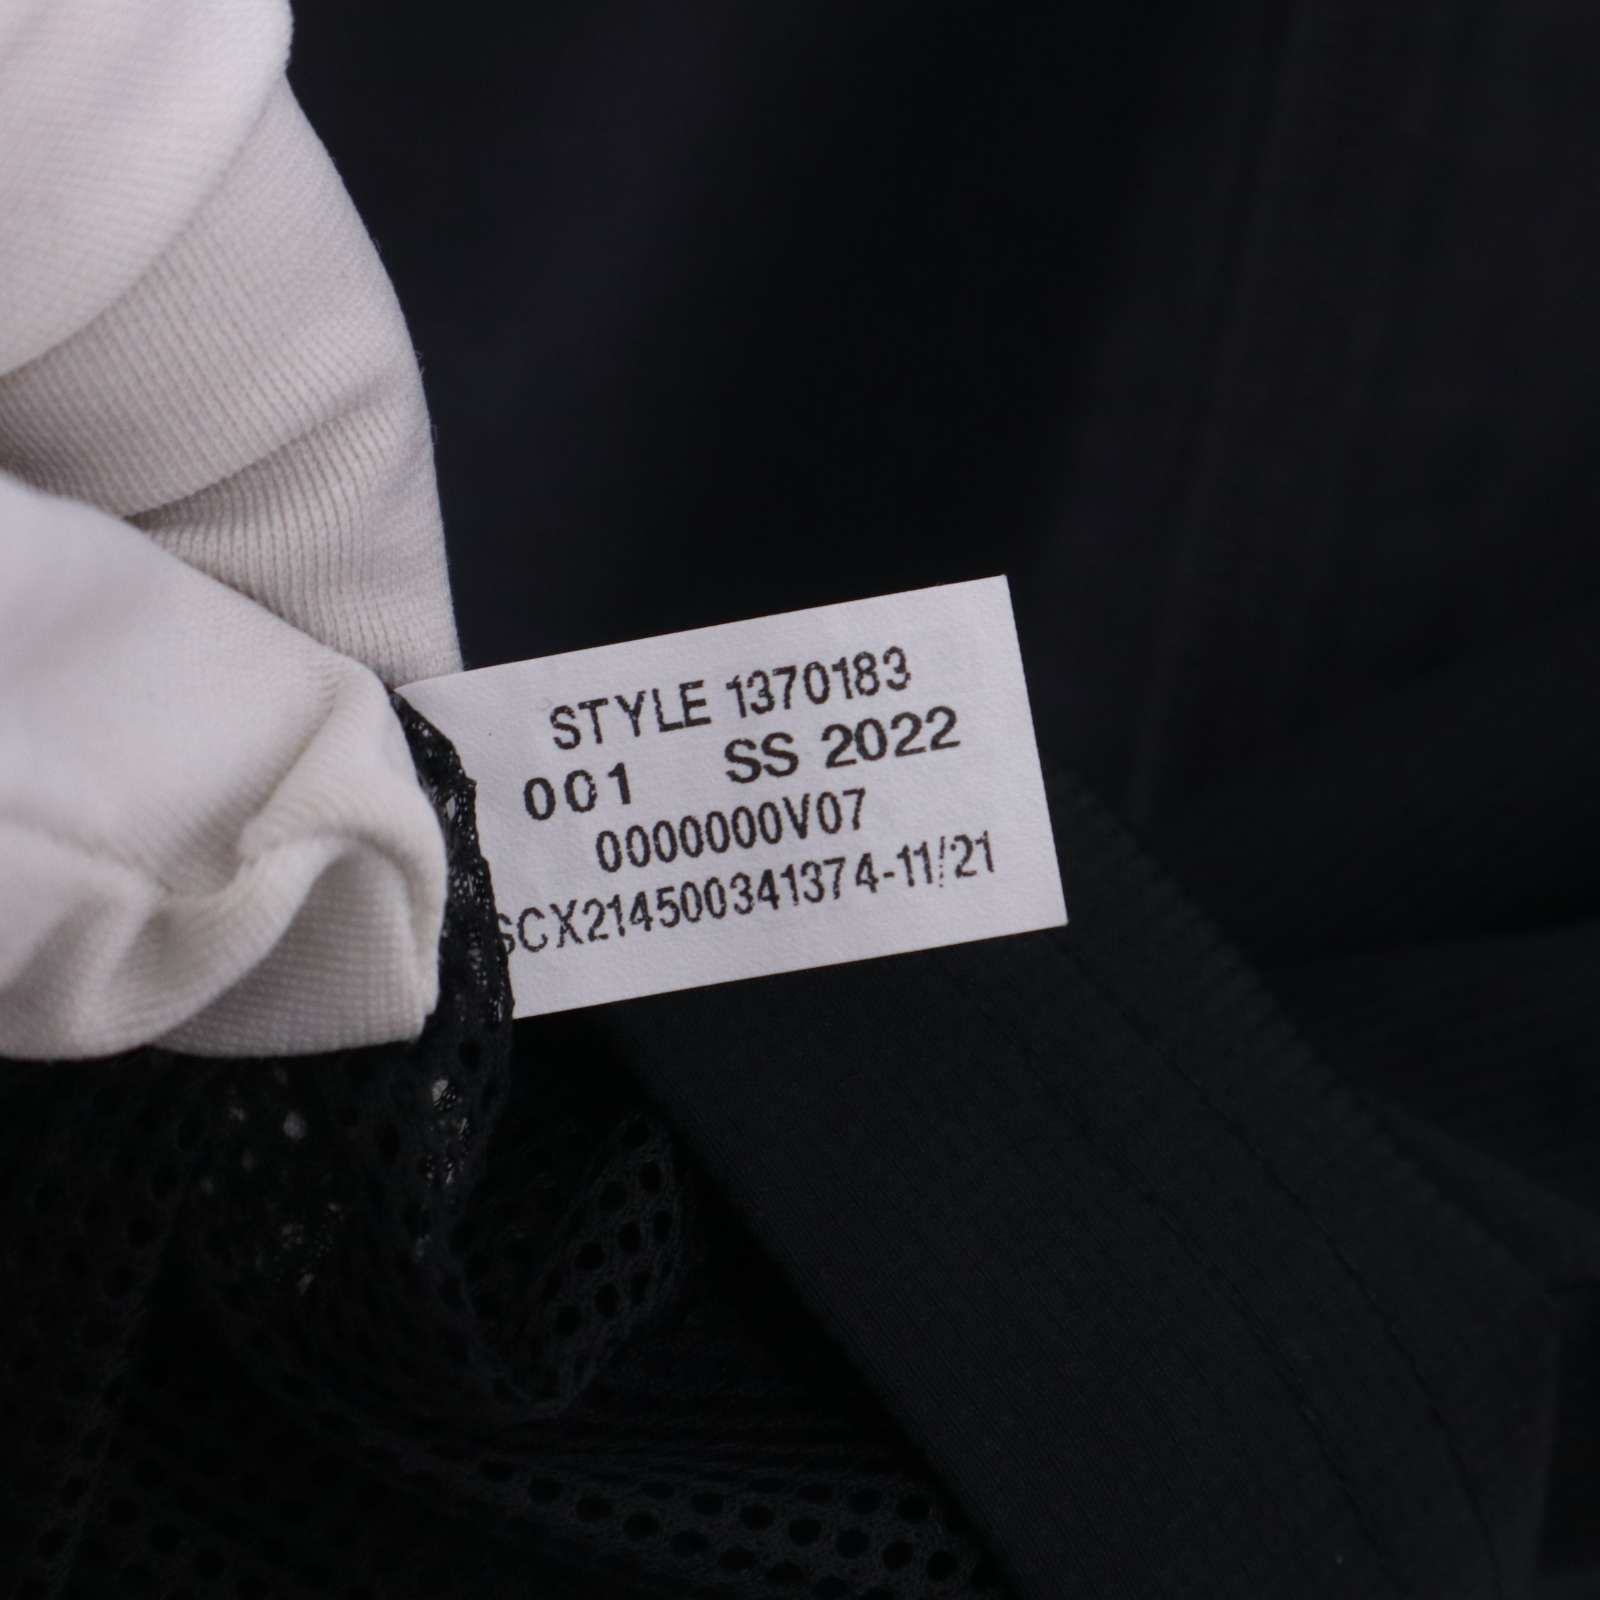 STYLE 1370183
001 SS 2022
0000000V07
SCX214500341374-11/21